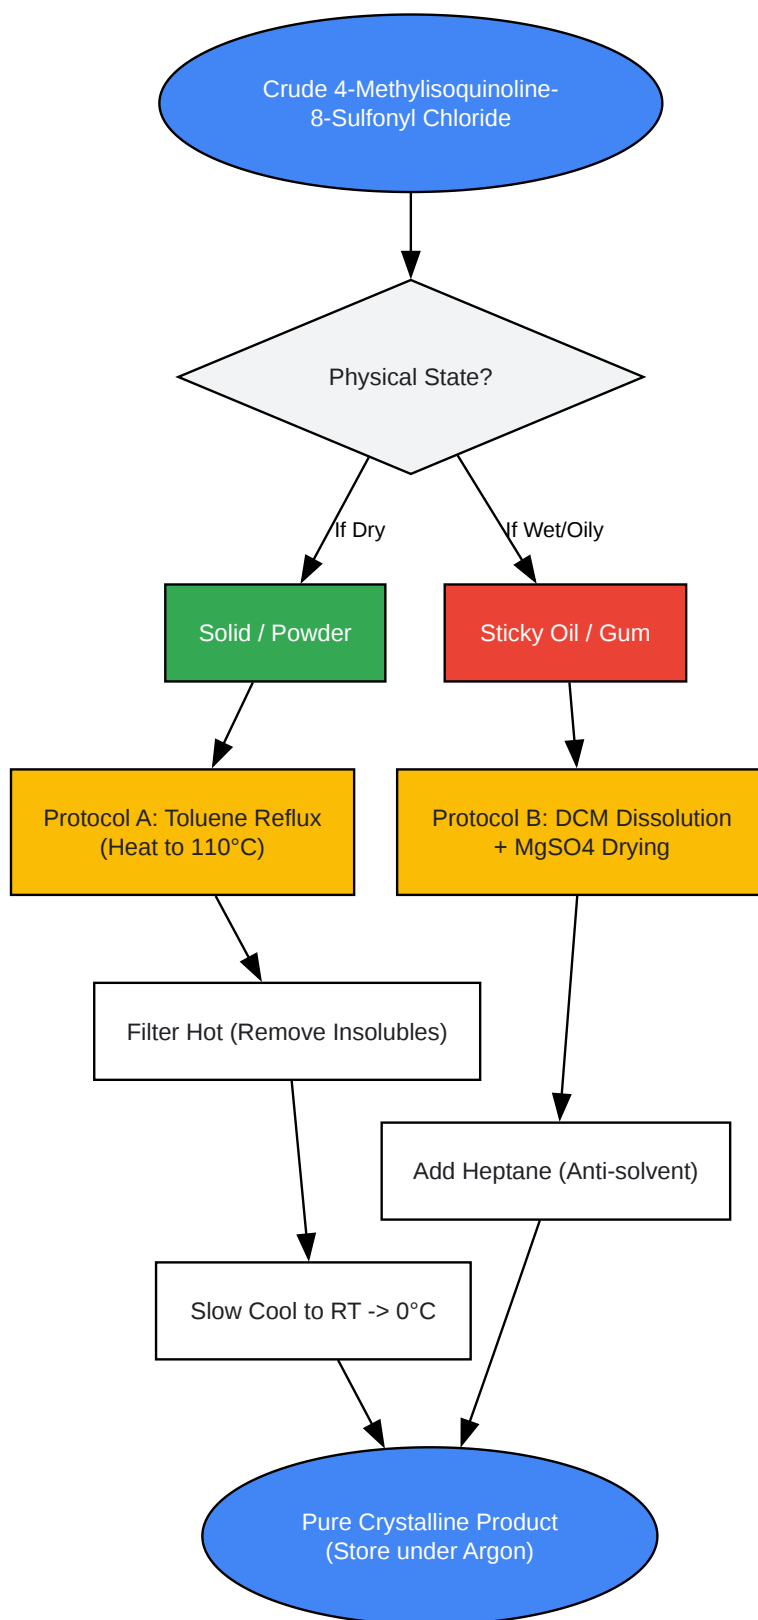 Crude 4-Methylisoquinoline-
8-Sulfonyl Chloride
Physical State?
If Dry
If Wet/Oily
Solid / Powder
Sticky Oil / Gum
Protocol A: Toluene Reflux
(Heat to 110°C)
Protocol B: DCM Dissolution
+ MgSO4 Drying
Filter Hot (Remove Insolubles)
Add Heptane (Anti-solvent)
Slow Cool to RT -> 0°C
Pure Crystalline Product
(Store under Argon)